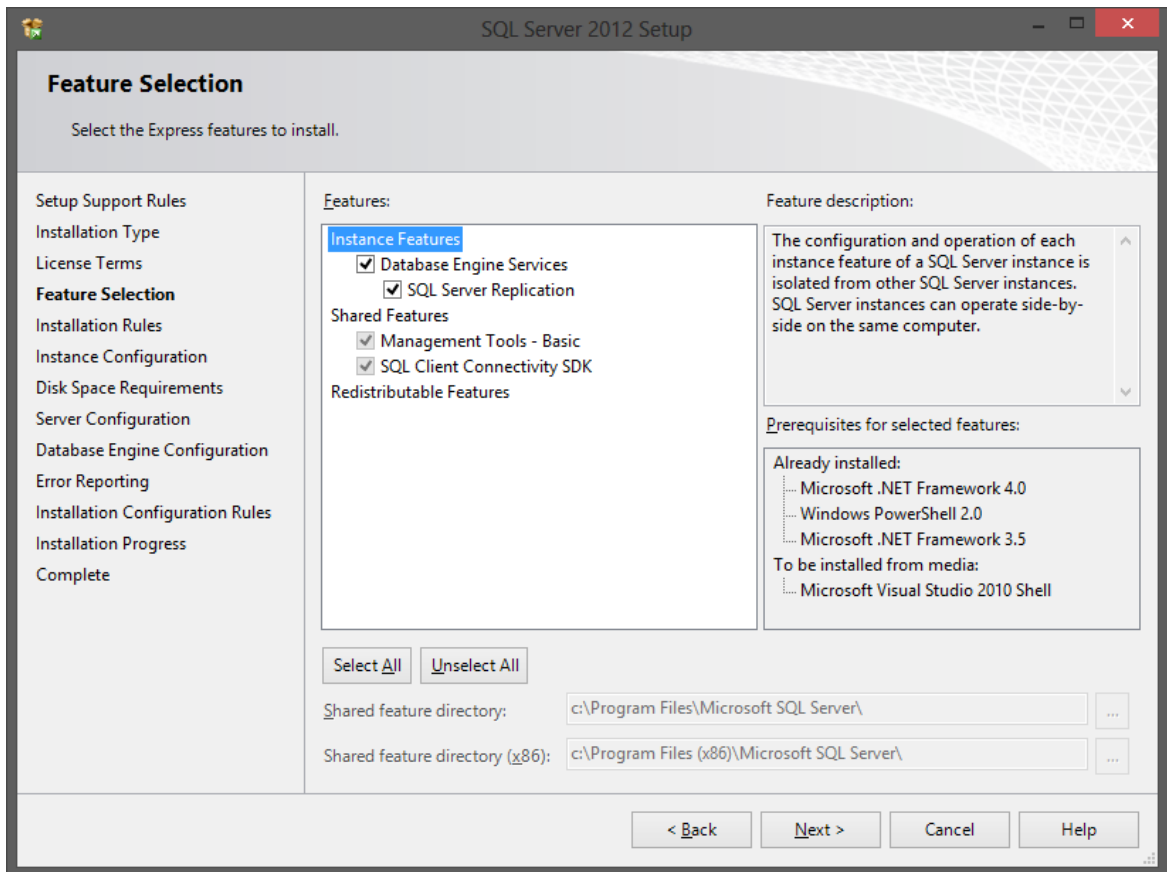 SQL Server 2012 Setup
Feature Selection
Select the Express features to install.
Setup Support Rules
Installation Type
License Terms
Feature Selection
Installation Rules
Instance Configuration
Disk Space Requirements
Server Configuration
Database Engine Configuration
Error Reporting
Installation Configuration Rules
Installation Progress
Complete
Features:
Instance Features
Database Engine Services
SQL Server Replication
Shared Features
Management Tools - Basic
SQL Client Connectivity SDK
Redistributable Features
Feature description:
The configuration and operation of each
instance feature of a SQL Server instance is
isolated from other SQL Server instances.
SQL Server instances can operate side-by-
side on the same computer.
Prerequisites for selected features:
Already installed:
Microsoft .NET Framework 4.0
Windows PowerShell 2.0
Microsoft .NET Framework 3.5
To be installed from media:
Microsoft Visual Studio 2010 Shell
Select All
Unselect All
Shared feature directory:
c:\Program Files\Microsoft SQL Server\
...
Shared feature directory (x86):
c:\Program Files (x86)\Microsoft SQL Server\
...
< Back
Next >
Cancel
Help